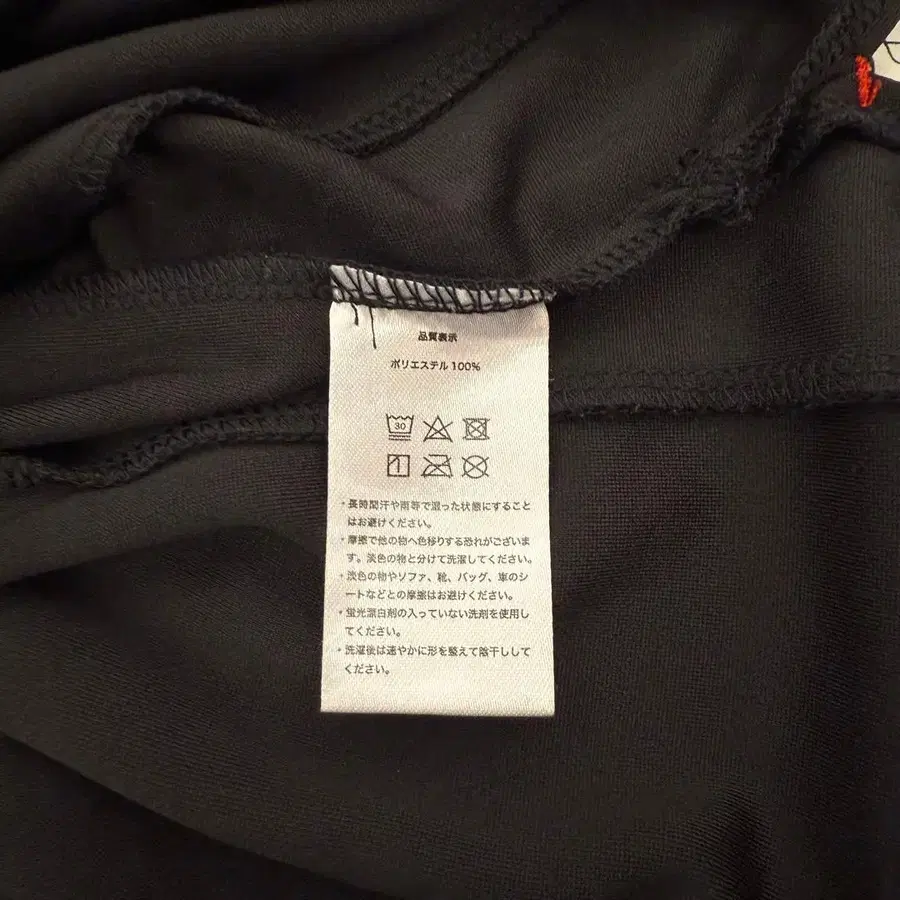 品質表示
ポリエステル 100%
30
・長時間汗や雨等で湿った状態にすること
はお避けください。
・摩擦で他の物へ色移りする恐れがございま
す。淡色の物と分けて洗濯してください。
・淡色の物やソファ、靴、バッグ、車のシ
ートなどとの摩擦はお避けください。
・蛍光漂白剤の入っていない洗剤を使用し
てください。
・洗濯後は速やかに形を整えて陰干しして
ください。